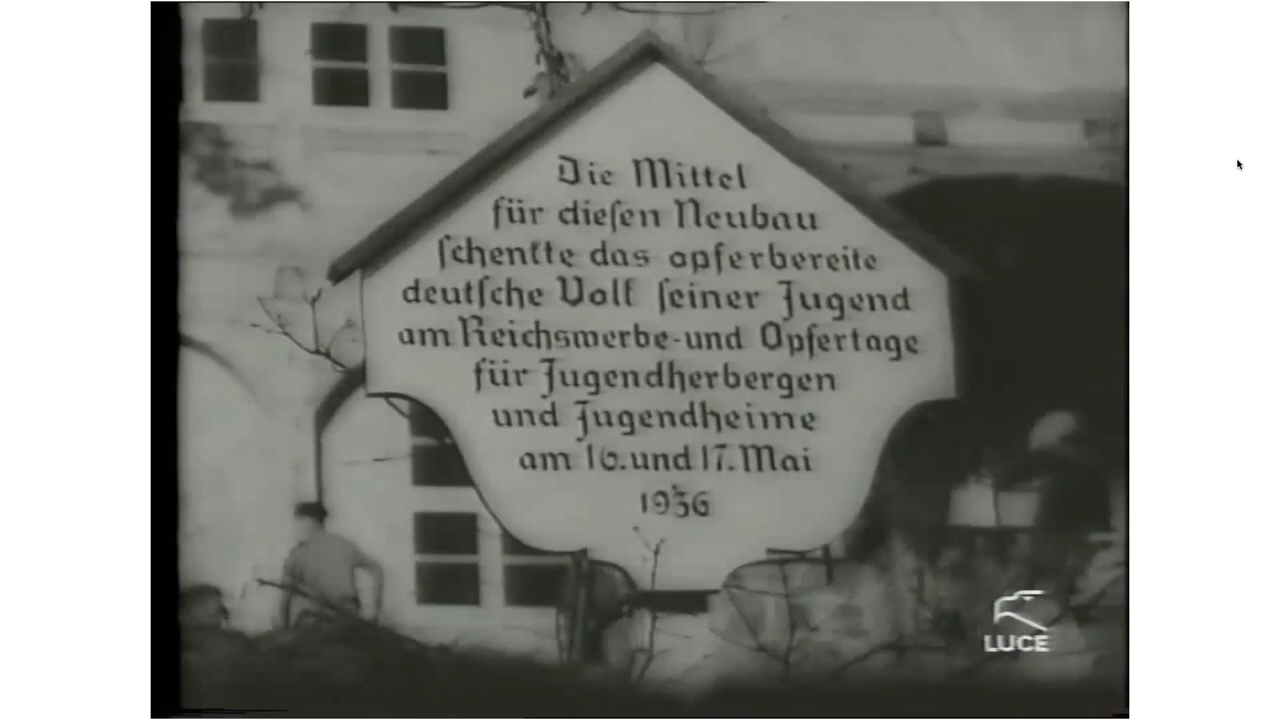 Die Mittel
für dieſen Neubau
ſchenkte das opferbereite
deutſche Volk ſeiner Jugend
am Reichswerbe-und Opfertage
für Jugendherbergen
und Jugendheime
am 16.und 17.Mai
1936
LUCE